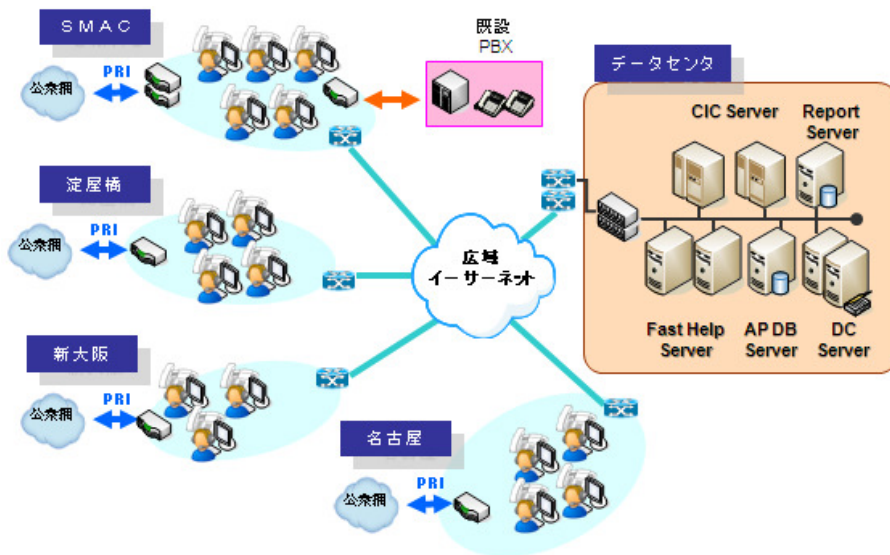 SMAC
公衆網
PRI
既設
PBX
データセンタ
CIC Server
Report
Server
Fast Help
Server
AP DB
Server
DC
Server
淀屋橋
公衆網
PRI
広域
イーサーネット
新大阪
公衆網
PRI
名古屋
公衆網
PRI